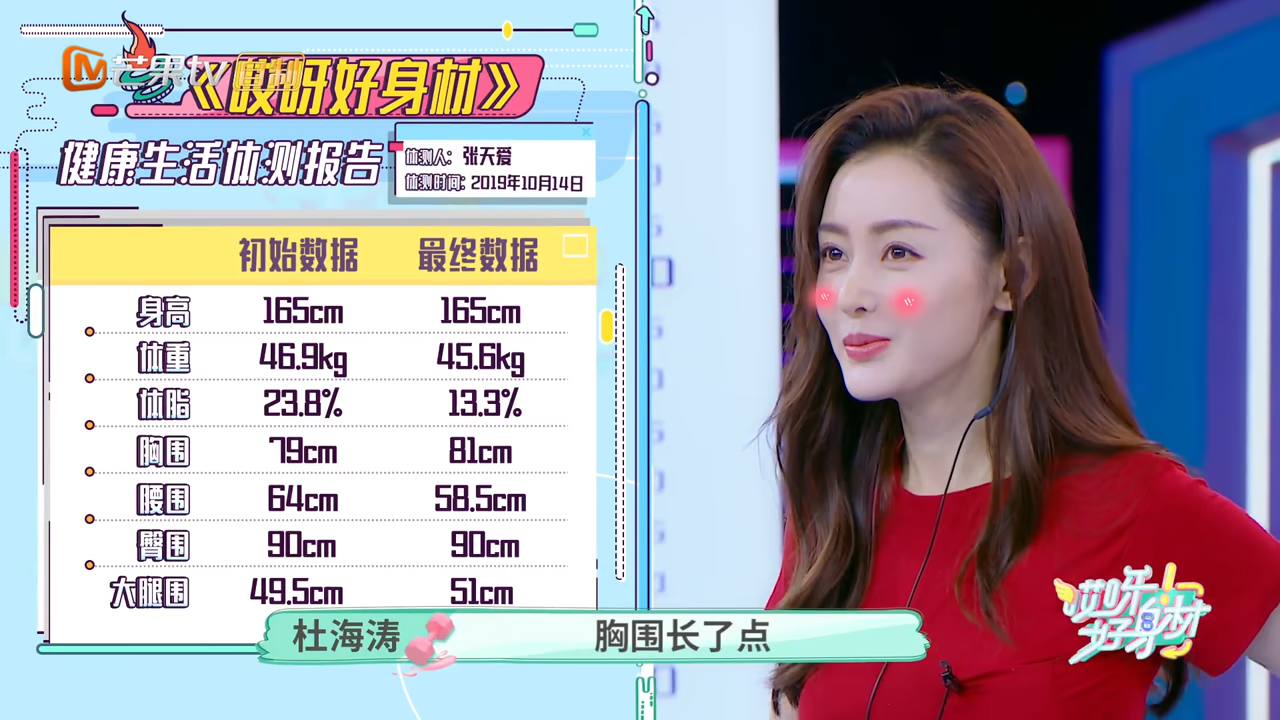 芒果tv
《哎呀好身材》
健康生活体测报告
体测人：张天爱
体测时间：2019年10月14日
初始数据 最终数据
身高 165cm 165cm
体重 46.9kg 45.6kg
体脂 23.8% 13.3%
胸围 79cm 81cm
腰围 64cm 58.5cm
臀围 90cm 90cm
大腿围 49.5cm 51cm
杜海涛 胸围长了点
哎呀
好身材